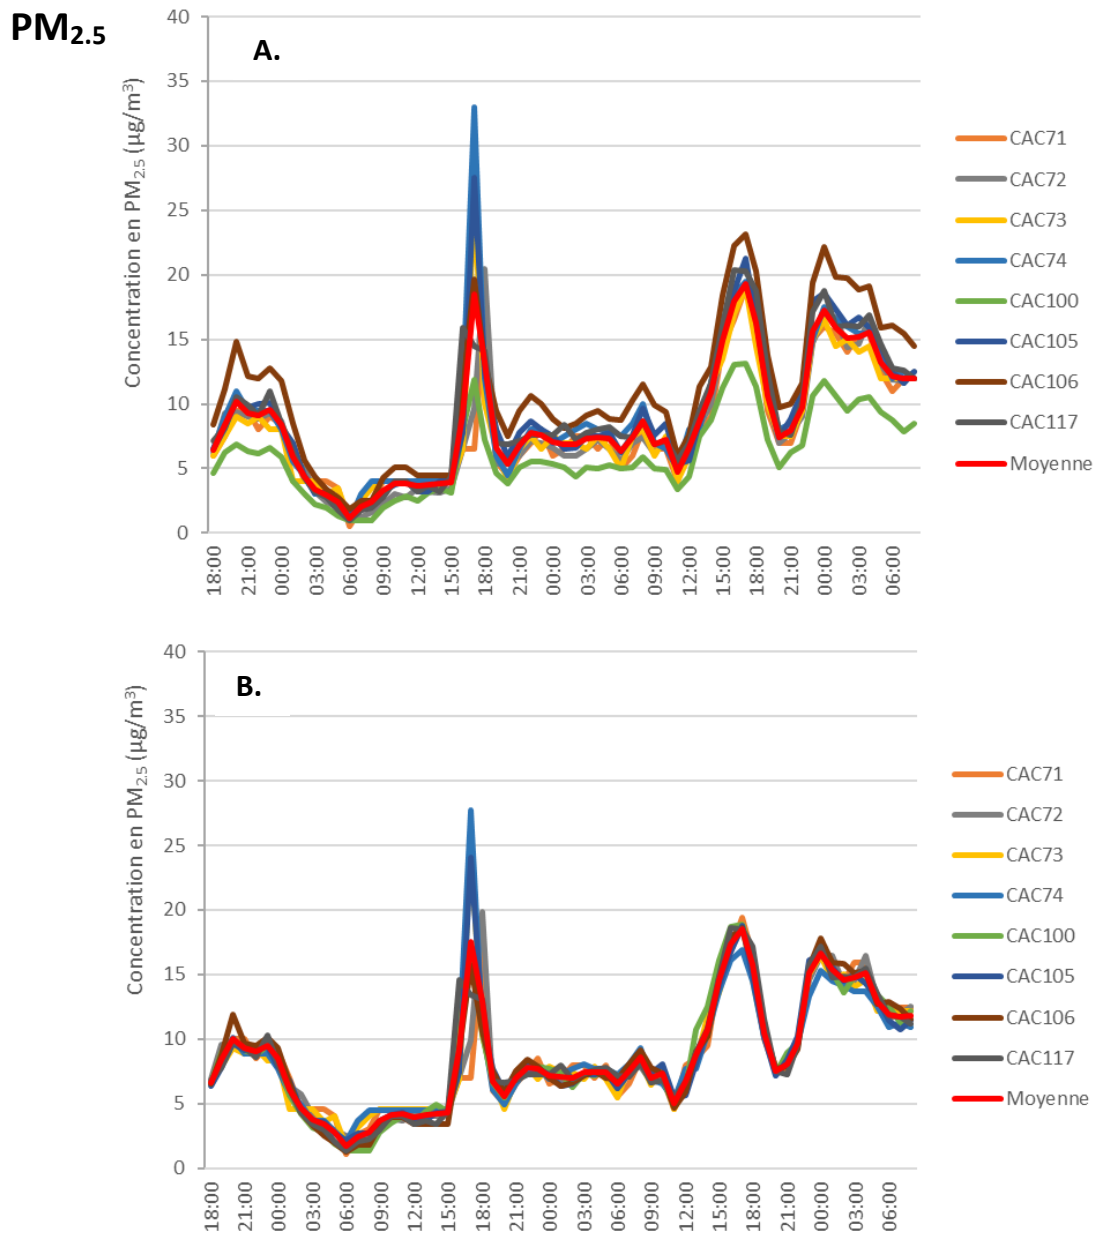 PM2.5
A.
Concentration en PM2.5 (µg/m³)
40
35
30
25
20
15
10
5
0
18:00 21:00 00:00 03:00 06:00 09:00 12:00 15:00 18:00 21:00 00:00 03:00 06:00 09:00 12:00 15:00 18:00 21:00 00:00 03:00 06:00
CAC71
CAC72
CAC73
CAC74
CAC100
CAC105
CAC106
CAC117
Moyenne
B.
Concentration en PM2.5 (µg/m³)
40
35
30
25
20
15
10
5
0
18:00 21:00 00:00 03:00 06:00 09:00 12:00 15:00 18:00 21:00 00:00 03:00 06:00 09:00 12:00 15:00 18:00 21:00 00:00 03:00 06:00
CAC71
CAC72
CAC73
CAC74
CAC100
CAC105
CAC106
CAC117
Moyenne